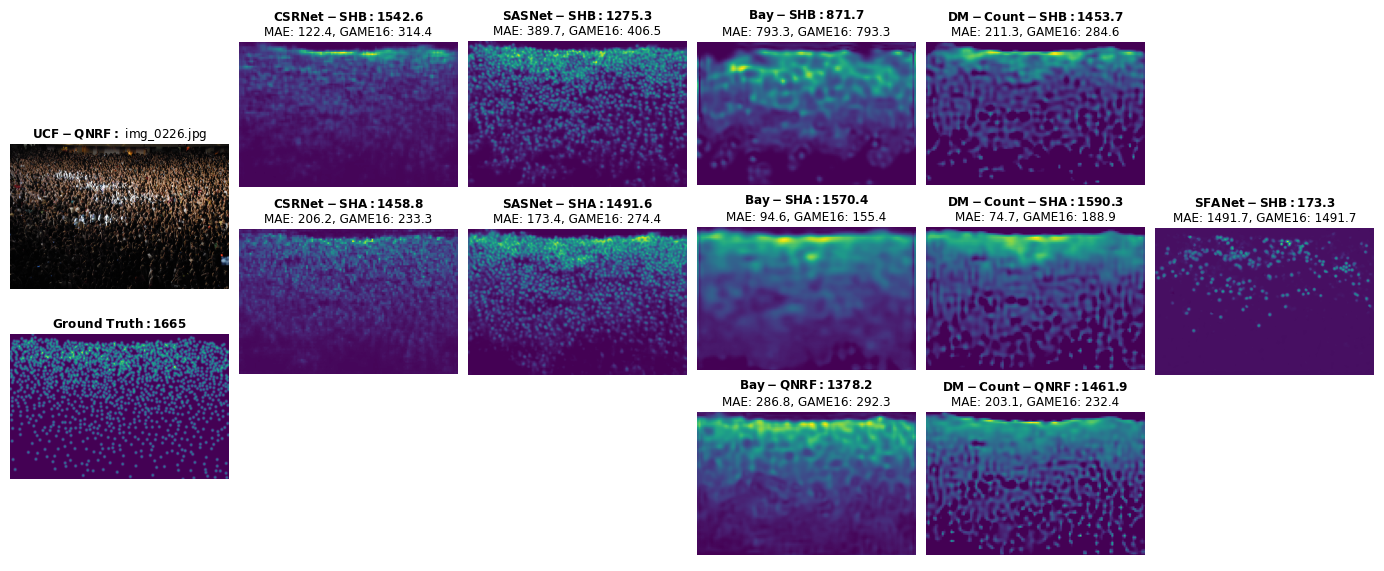 UCF − QNRF: img_0226.jpg
Ground Truth: 1665
CSRNet − SHB: 1542.6
MAE: 122.4, GAME16: 314.4
SASNet − SHB: 1275.3
MAE: 389.7, GAME16: 406.5
Bay − SHB: 871.7
MAE: 793.3, GAME16: 793.3
DM − Count − SHB: 1453.7
MAE: 211.3, GAME16: 284.6
CSRNet − SHA: 1458.8
MAE: 206.2, GAME16: 233.3
SASNet − SHA: 1491.6
MAE: 173.4, GAME16: 274.4
Bay − SHA: 1570.4
MAE: 94.6, GAME16: 155.4
DM − Count − SHA: 1590.3
MAE: 74.7, GAME16: 188.9
SFANet − SHB: 173.3
MAE: 1491.7, GAME16: 1491.7
Bay − QNRF: 1378.2
MAE: 286.8, GAME16: 292.3
DM − Count − QNRF: 1461.9
MAE: 203.1, GAME16: 232.4